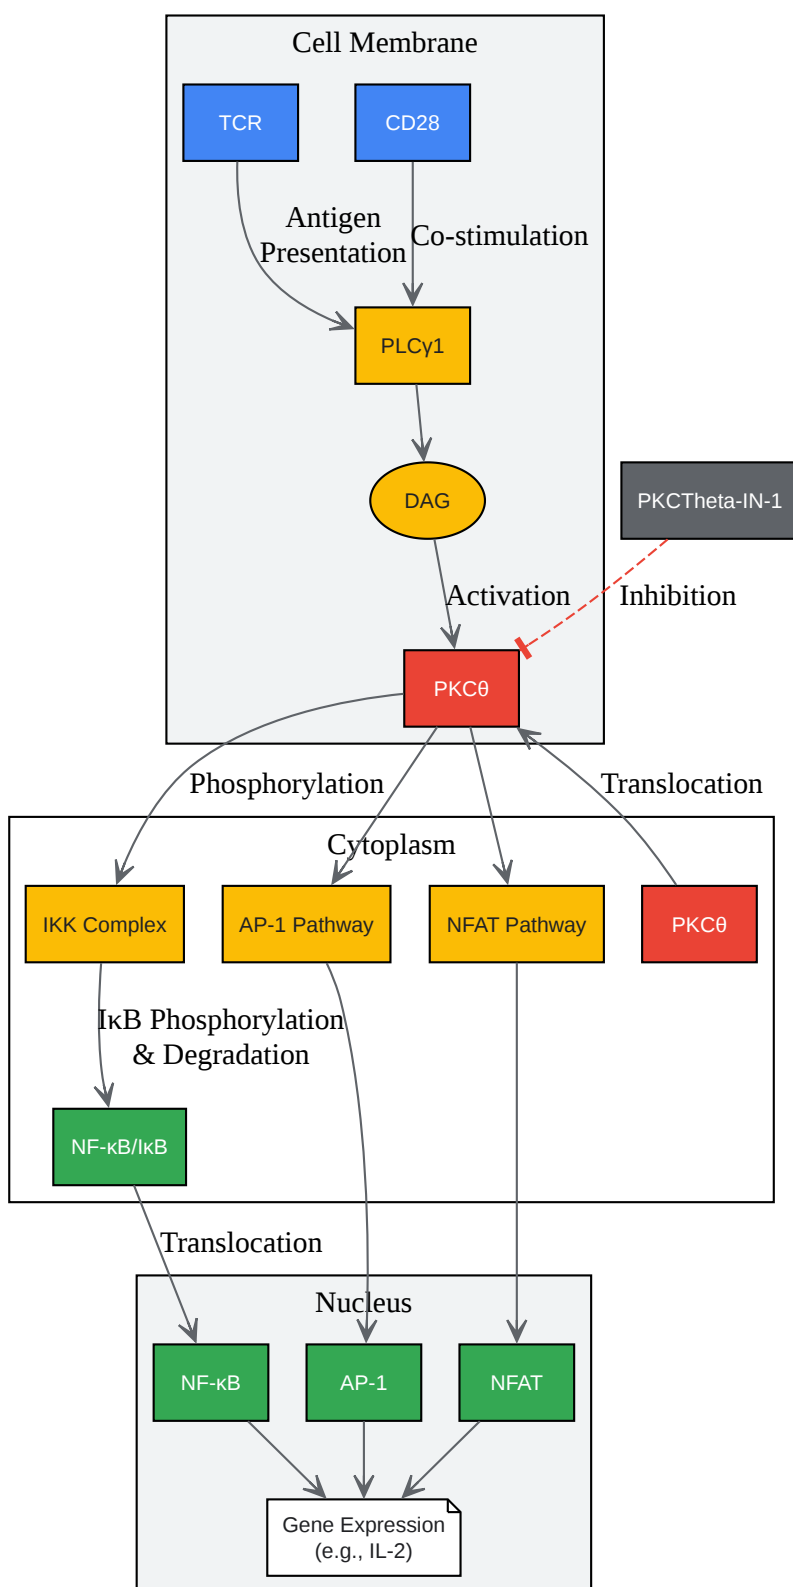 Cell Membrane
TCR
CD28
Antigen
Presentation
Co-stimulation
PLCγ1
DAG
PKCTheta-IN-1
Activation
Inhibition
PKCθ
Phosphorylation
Translocation
Cytoplasm
IKK Complex
AP-1 Pathway
NFAT Pathway
PKCθ
IκB Phosphorylation
& Degradation
NF-κB/IκB
Translocation
Nucleus
NF-κB
AP-1
NFAT
Gene Expression
(e.g., IL-2)